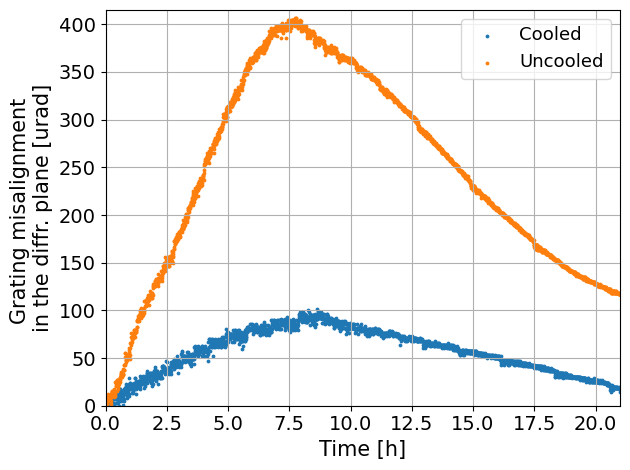 Grating misalignment
in the diffr. plane [urad]
400
350
300
250
200
150
100
50
0
Cooled
Uncooled
0.0 2.5 5.0 7.5 10.0 12.5 15.0 17.5 20.0
Time [h]